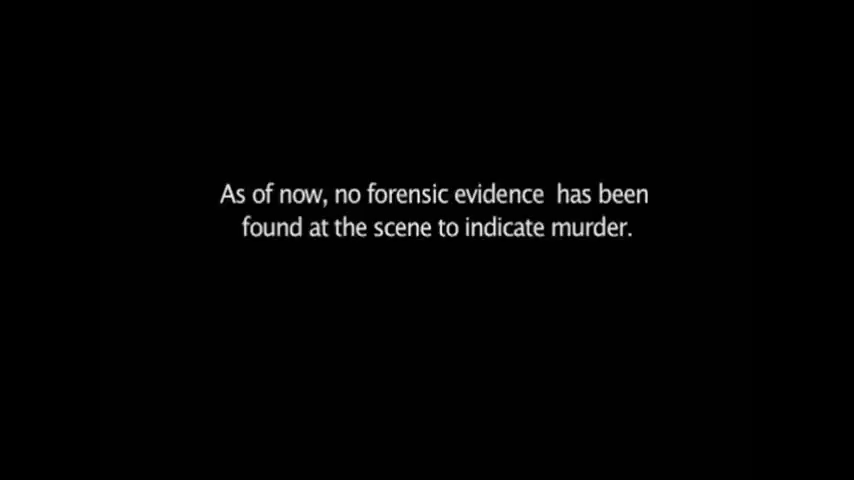 As of now, no forensic evidence  has been
found at the scene to indicate murder.